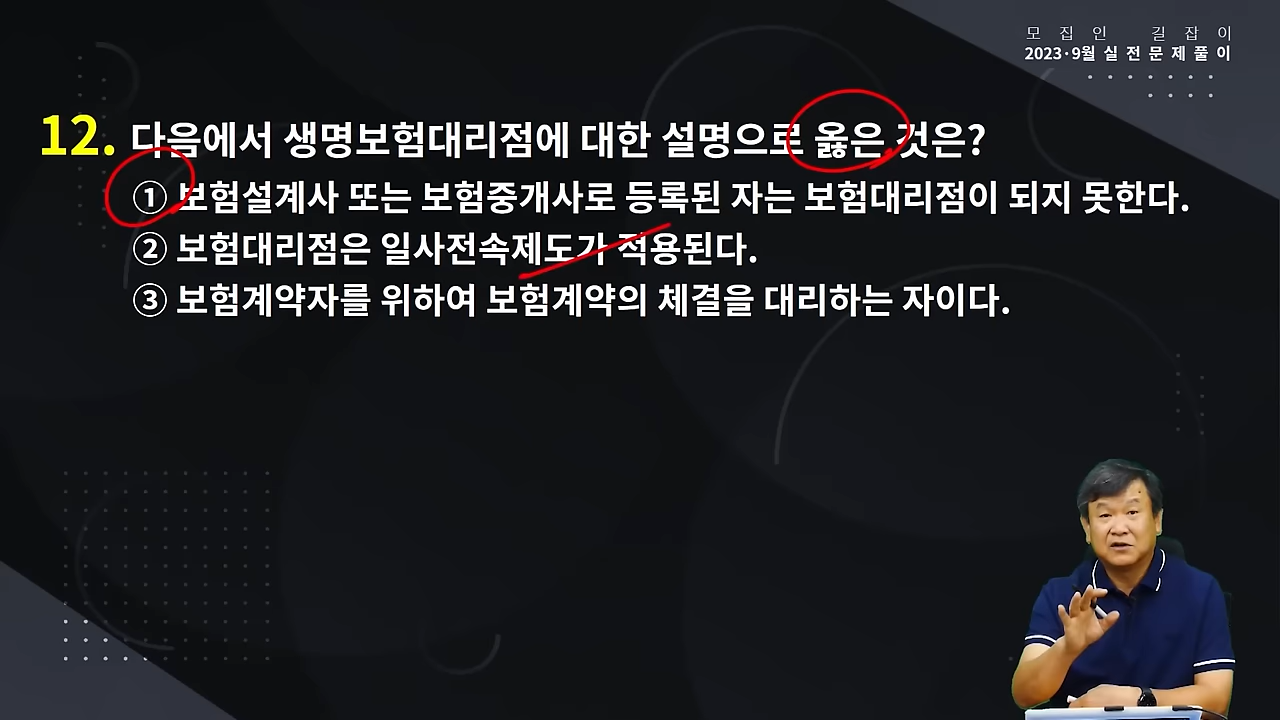 모집인 길잡이
2023·9월 실전문제풀이
12. 다음에서 생명보험대리점에 대한 설명으로 옳은 것은?
① 보험설계사 또는 보험중개사로 등록된 자는 보험대리점이 되지 못한다.
② 보험대리점은 일사전속제도가 적용된다.
③ 보험계약자를 위하여 보험계약의 체결을 대리하는 자이다.